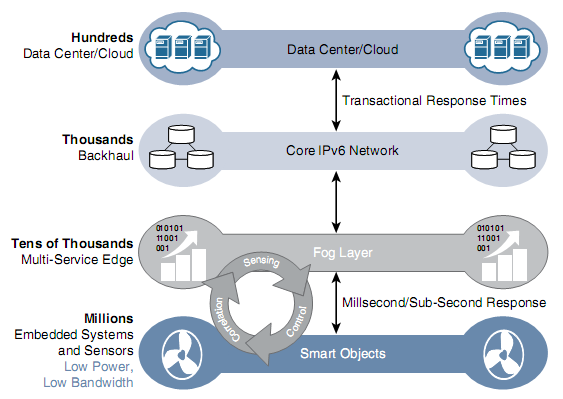 Hundreds
Data Center/Cloud
Data Center/Cloud
Transactional Response Times
Thousands
Backhaul
Core IPv6 Network
Tens of Thousands
Multi-Service Edge
010101
11001
001
Fog Layer
010101
11001
001
Sensing
Control
Correlation
Millsecond/Sub-Second Response
Millions
Embedded Systems
and Sensors
Low Power,
Low Bandwidth
Smart Objects